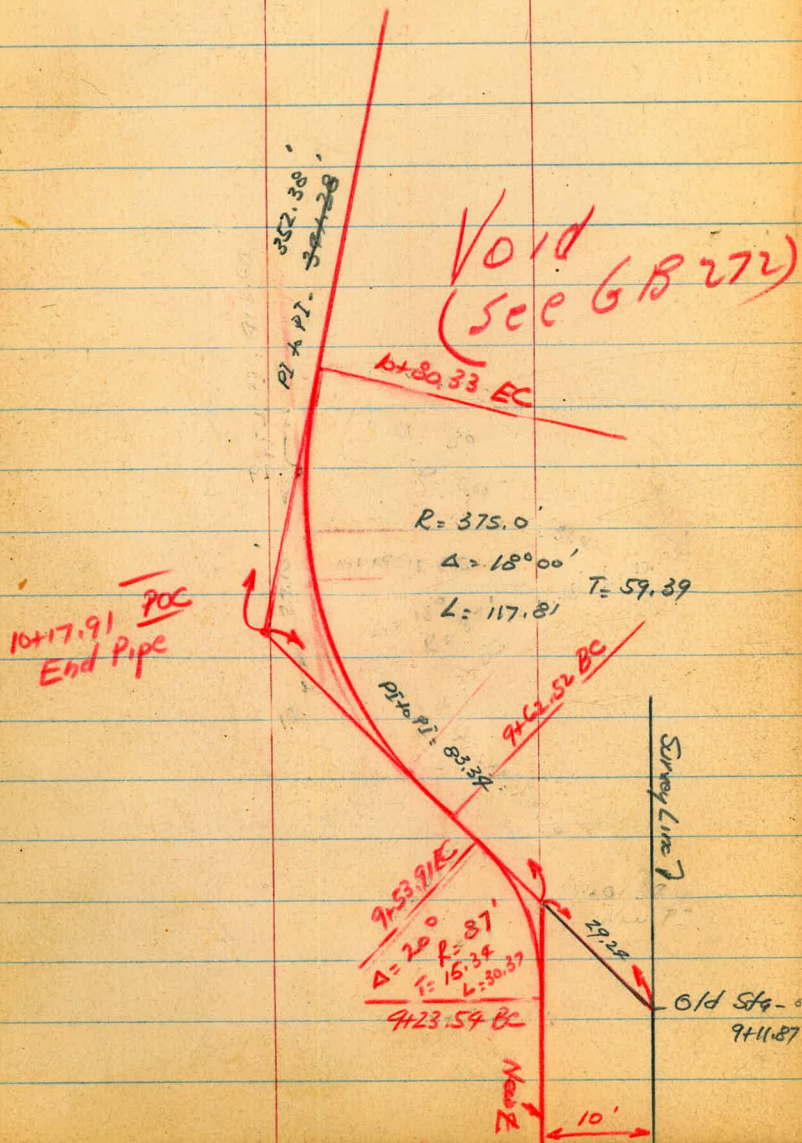 352.38'
PI to PI -
Void
(See GB 272)
10+80.33 EC
R = 375.0'
Δ = 18°00'
T = 59.39
L = 117.81
10+17.91 POC
End Pipe
PI to PI = 83.34
9+62.52 BC
Survey Line
9+53.91 EC
Δ = 20°
R = 87'
T = 15.34
L = 30.37
9+23.54 BC
29.24
Old Sta -
9+11.87
New
10'